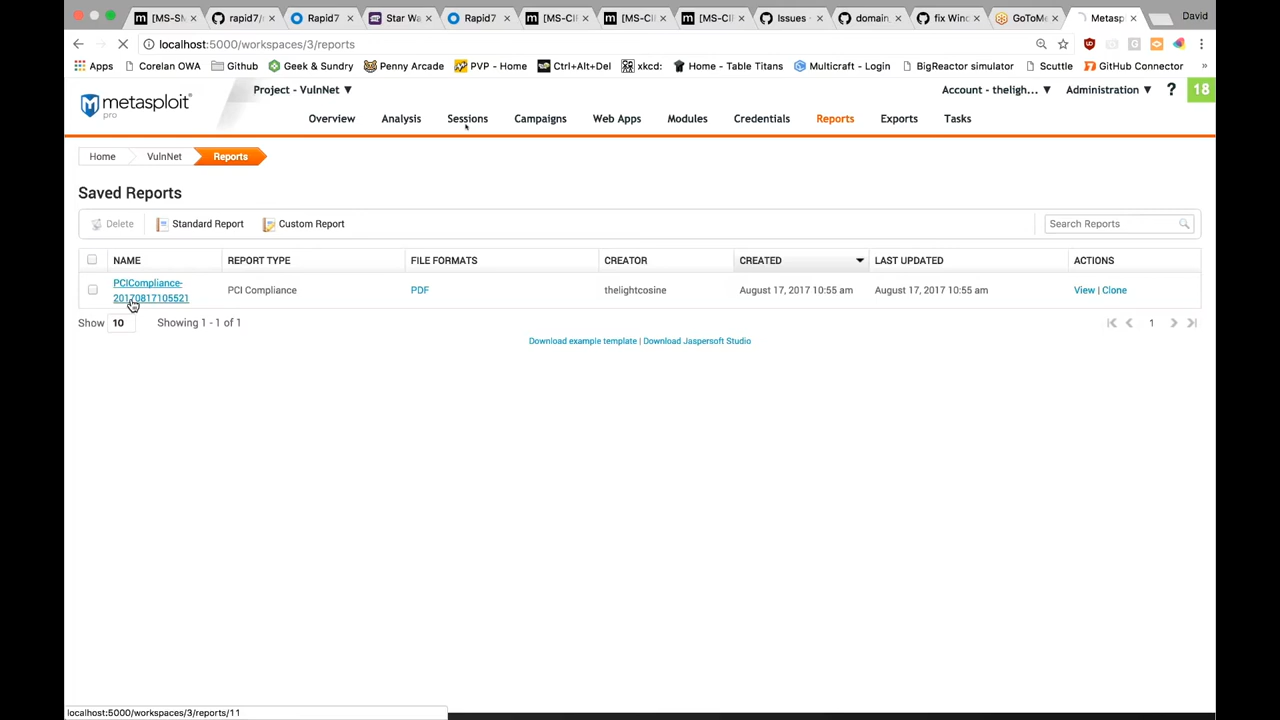 [MS-SM
rapid7/r
Rapid7
Star Wa
Rapid7
[MS-CIF
[MS-CIF
[MS-CIF
Issues ·
domain_
fix Wind
GoToMe
Metasp
David
localhost:5000/workspaces/3/reports
Apps
Corelan OWA
Github
Geek & Sundry
Penny Arcade
PVP - Home
Ctrl+Alt+Del
xkcd:
Home - Table Titans
Multicraft - Login
BigReactor simulator
Scuttle
GitHub Connector
»
metasploit
pro
Project - VulnNet ▼
Account - theligh... ▼
Administration ▼
?
18
Overview
Analysis
Sessions
Campaigns
Web Apps
Modules
Credentials
Reports
Exports
Tasks
Home
VulnNet
Reports
Saved Reports
Delete
Standard Report
Custom Report
Search Reports
NAME
REPORT TYPE
FILE FORMATS
CREATOR
CREATED
LAST UPDATED
ACTIONS
PCICompliance-
20170817105521
PCI Compliance
PDF
thelightcosine
August 17, 2017 10:55 am
August 17, 2017 10:55 am
View | Clone
Show 10
Showing 1 - 1 of 1
1
Download example template | Download Jaspersoft Studio
localhost:5000/workspaces/3/reports/11